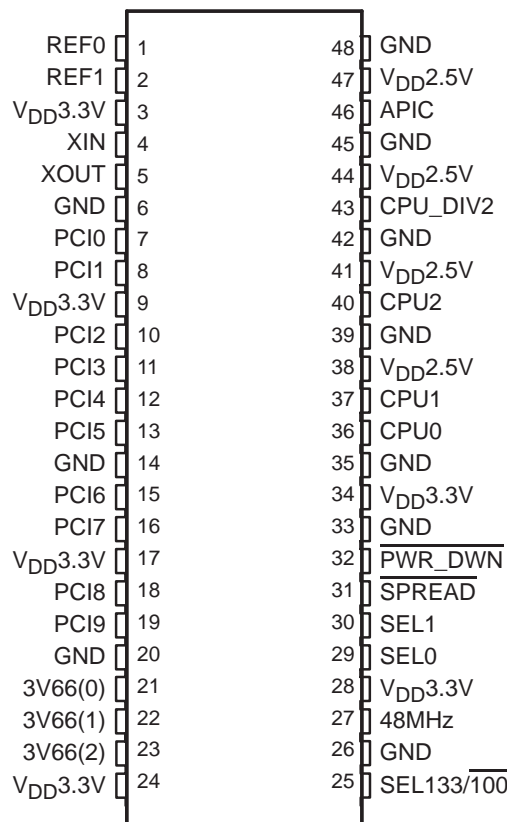 REF0 1 48 GND
REF1 2 47 VDD2.5V
VDD3.3V 3 46 APIC
XIN 4 45 GND
XOUT 5 44 VDD2.5V
GND 6 43 CPU_DIV2
PCI0 7 42 GND
PCI1 8 41 VDD2.5V
VDD3.3V 9 40 CPU2
PCI2 10 39 GND
PCI3 11 38 VDD2.5V
PCI4 12 37 CPU1
PCI5 13 36 CPU0
GND 14 35 GND
PCI6 15 34 VDD3.3V
PCI7 16 33 GND
VDD3.3V 17 32 PWR_DWN
PCI8 18 31 SPREAD
PCI9 19 30 SEL1
GND 20 29 SEL0
3V66(0) 21 28 VDD3.3V
3V66(1) 22 27 48MHz
3V66(2) 23 26 GND
VDD3.3V 24 25 SEL133/100